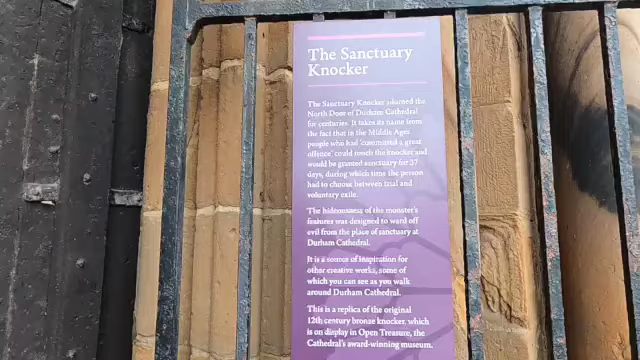 The Sanctuary
Knocker
The Sanctuary Knocker adorned the
North Door of Durham Cathedral
for centuries. It takes its name from
the fact that in the Middle Ages
people who had 'committed a great
offence' could touch the knocker and
would be granted sanctuary for 37
days, during which time the person
had to choose between trial and
voluntary exile.
The hideousness of the monster's
features was designed to ward off
evil from the place of sanctuary at
Durham Cathedral.
It is a source of inspiration for
other creative works, some of
which you can see as you walk
around Durham Cathedral.
This is a replica of the original
12th century bronze knocker, which
is on display in Open Treasure, the
Cathedral's award-winning museum.